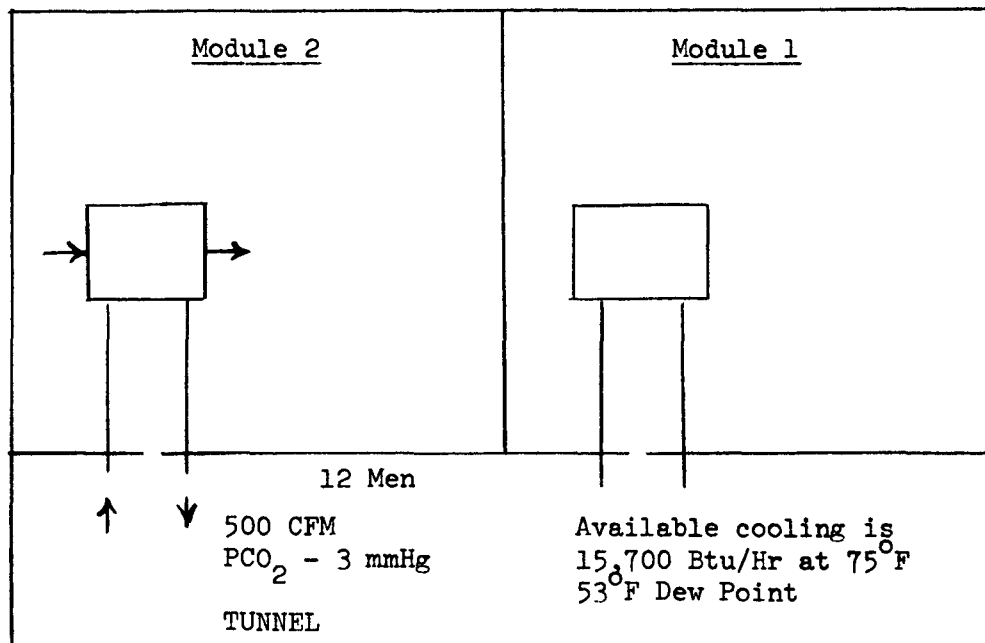 Module 2
Module 1
12 Men
500 CFM
PCO₂ - 3 mmHg
TUNNEL
Available cooling is
15,700 Btu/Hr at 75°F
53°F Dew Point